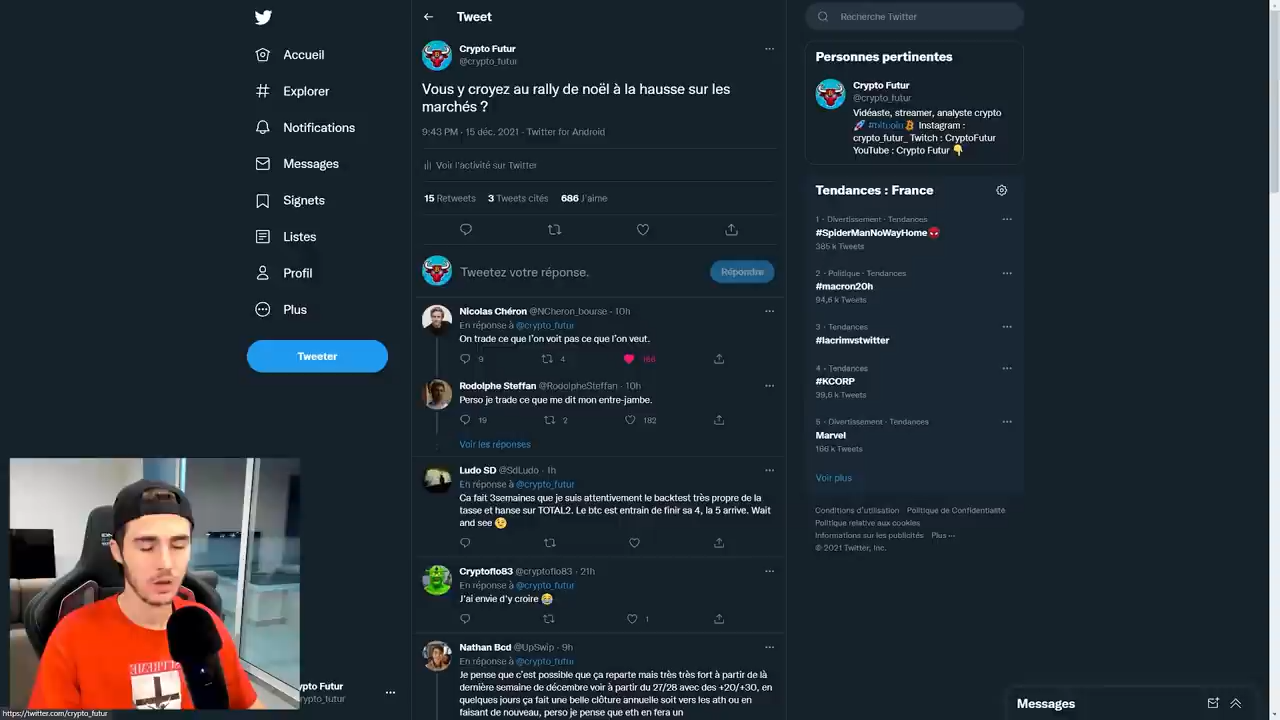 Accueil
Explorer
Notifications
Messages
Signets
Listes
Profil
Plus
Tweeter
Tweet
Crypto Futur
@crypto_futur
Vous y croyez au rally de noël à la hausse sur les
marchés ?
9:43 PM · 15 déc. 2021 · Twitter for Android
Voir l'activité sur Twitter
15 Retweets 3 Tweets cités 686 J'aime
Tweetez votre réponse.
Répondre
Nicolas Chéron @NCheron_bourse · 10h
En réponse à @crypto_futur
On trade ce que l'on voit pas ce que l'on veut.
9 4 166
Rodolphe Steffan @RodolpheSteffan · 10h
Perso je trade ce que me dit mon entre-jambe.
19 2 182
Voir les réponses
Ludo SD @SdLudo · 1h
En réponse à @crypto_futur
Ca fait 3semaines que je suis attentivement le backtest très propre de la
tasse et hanse sur TOTAL2. Le btc est entrain de finir sa 4, la 5 arrive. Wait
and see 😉
Cryptoflo83 @cryptoflo83 · 21h
En réponse à @crypto_futur
J'ai envie d'y croire 😂
1
Nathan Bcd @UpSwip · 9h
En réponse à @crypto_futur
Je pense que c'est possible que ça reparte mais très très fort à partir de là
dernière semaine de décembre voir à partir du 27/28 avec des +20/+30, en
quelques jours ça fait une belle clôture annuelle soit vers les ath ou en
faisant de nouveau, perso je pense que eth en fera un
Recherche Twitter
Personnes pertinentes
Crypto Futur
@crypto_futur
Vidéaste, streamer, analyste crypto
🚀 #bitcoin Instagram :
crypto_futur_ Twitch : CryptoFutur
YouTube : Crypto Futur 👇
Tendances : France
1 · Divertissement · Tendances
#SpiderManNoWayHome
385 k Tweets
2 · Politique · Tendances
#macron20h
94,6 k Tweets
3 · Tendances
#lacrimvstwitter
4 · Tendances
#KCORP
39,6 k Tweets
5 · Divertissement · Tendances
Marvel
166 k Tweets
Voir plus
Conditions d'utilisation Politique de Confidentialité
Politique relative aux cookies
Informations sur les publicités Plus ···
© 2021 Twitter, Inc.
ypto Futur
ypto_futur
https://twitter.com/crypto_futur
Messages